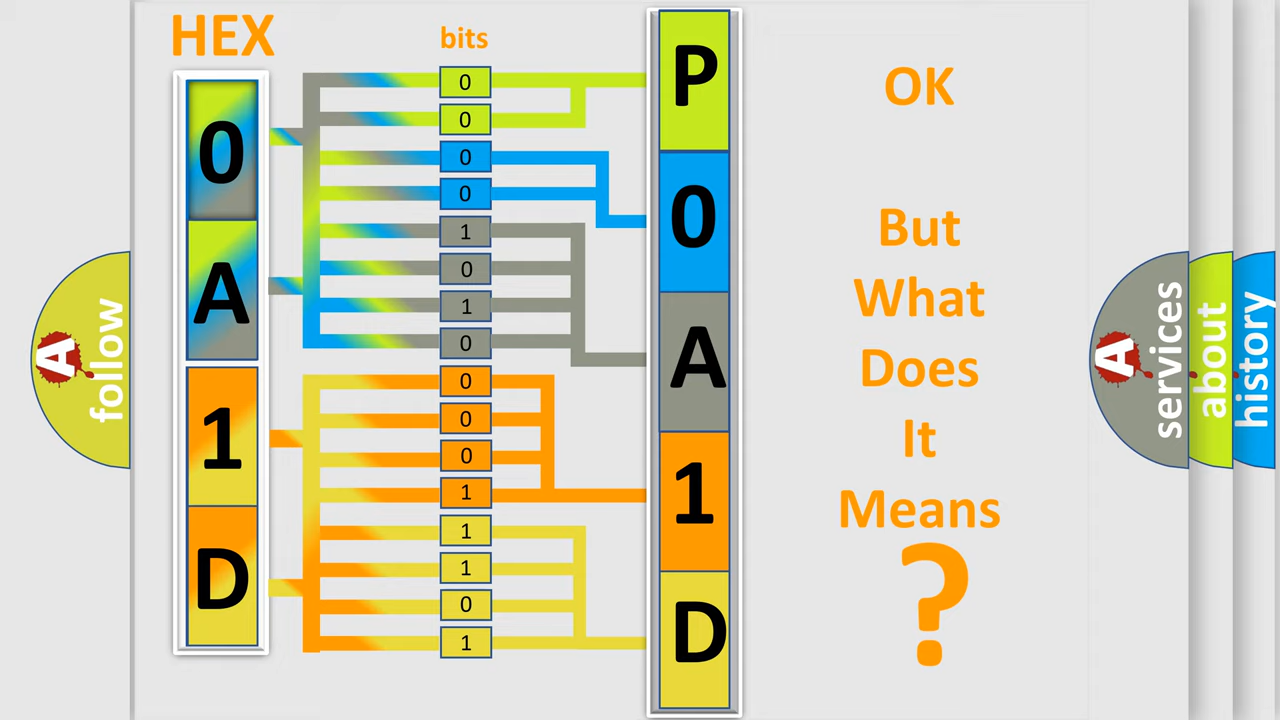 HEX
bits
0
A
1
D
0
0
0
0
1
0
1
0
0
0
0
1
1
1
0
1
P
0
A
1
D
OK
But
What
Does
It
Means
?
A
follow
A
services
about
history